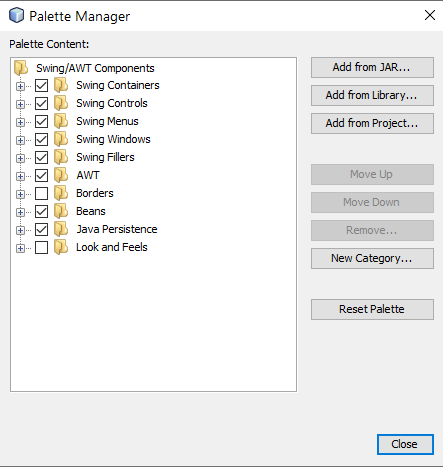 Palette Manager
Palette Content:
Swing/AWT Components
Swing Containers
Swing Controls
Swing Menus
Swing Windows
Swing Fillers
AWT
Borders
Beans
Java Persistence
Look and Feels
Add from JAR...
Add from Library...
Add from Project...
Move Up
Move Down
Remove...
New Category...
Reset Palette
Close